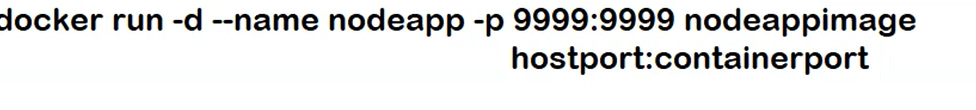 docker run -d --name nodeapp -p 9999:9999 nodeappimage
hostport:containerport